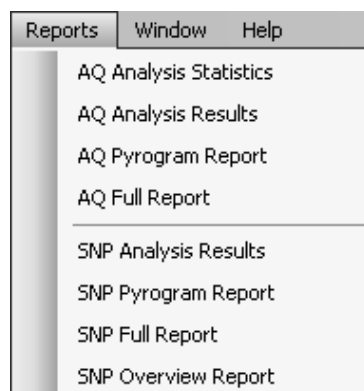 Reports Window Help
AQ Analysis Statistics
AQ Analysis Results
AQ Pyrogram Report
AQ Full Report
SNP Analysis Results
SNP Pyrogram Report
SNP Full Report
SNP Overview Report